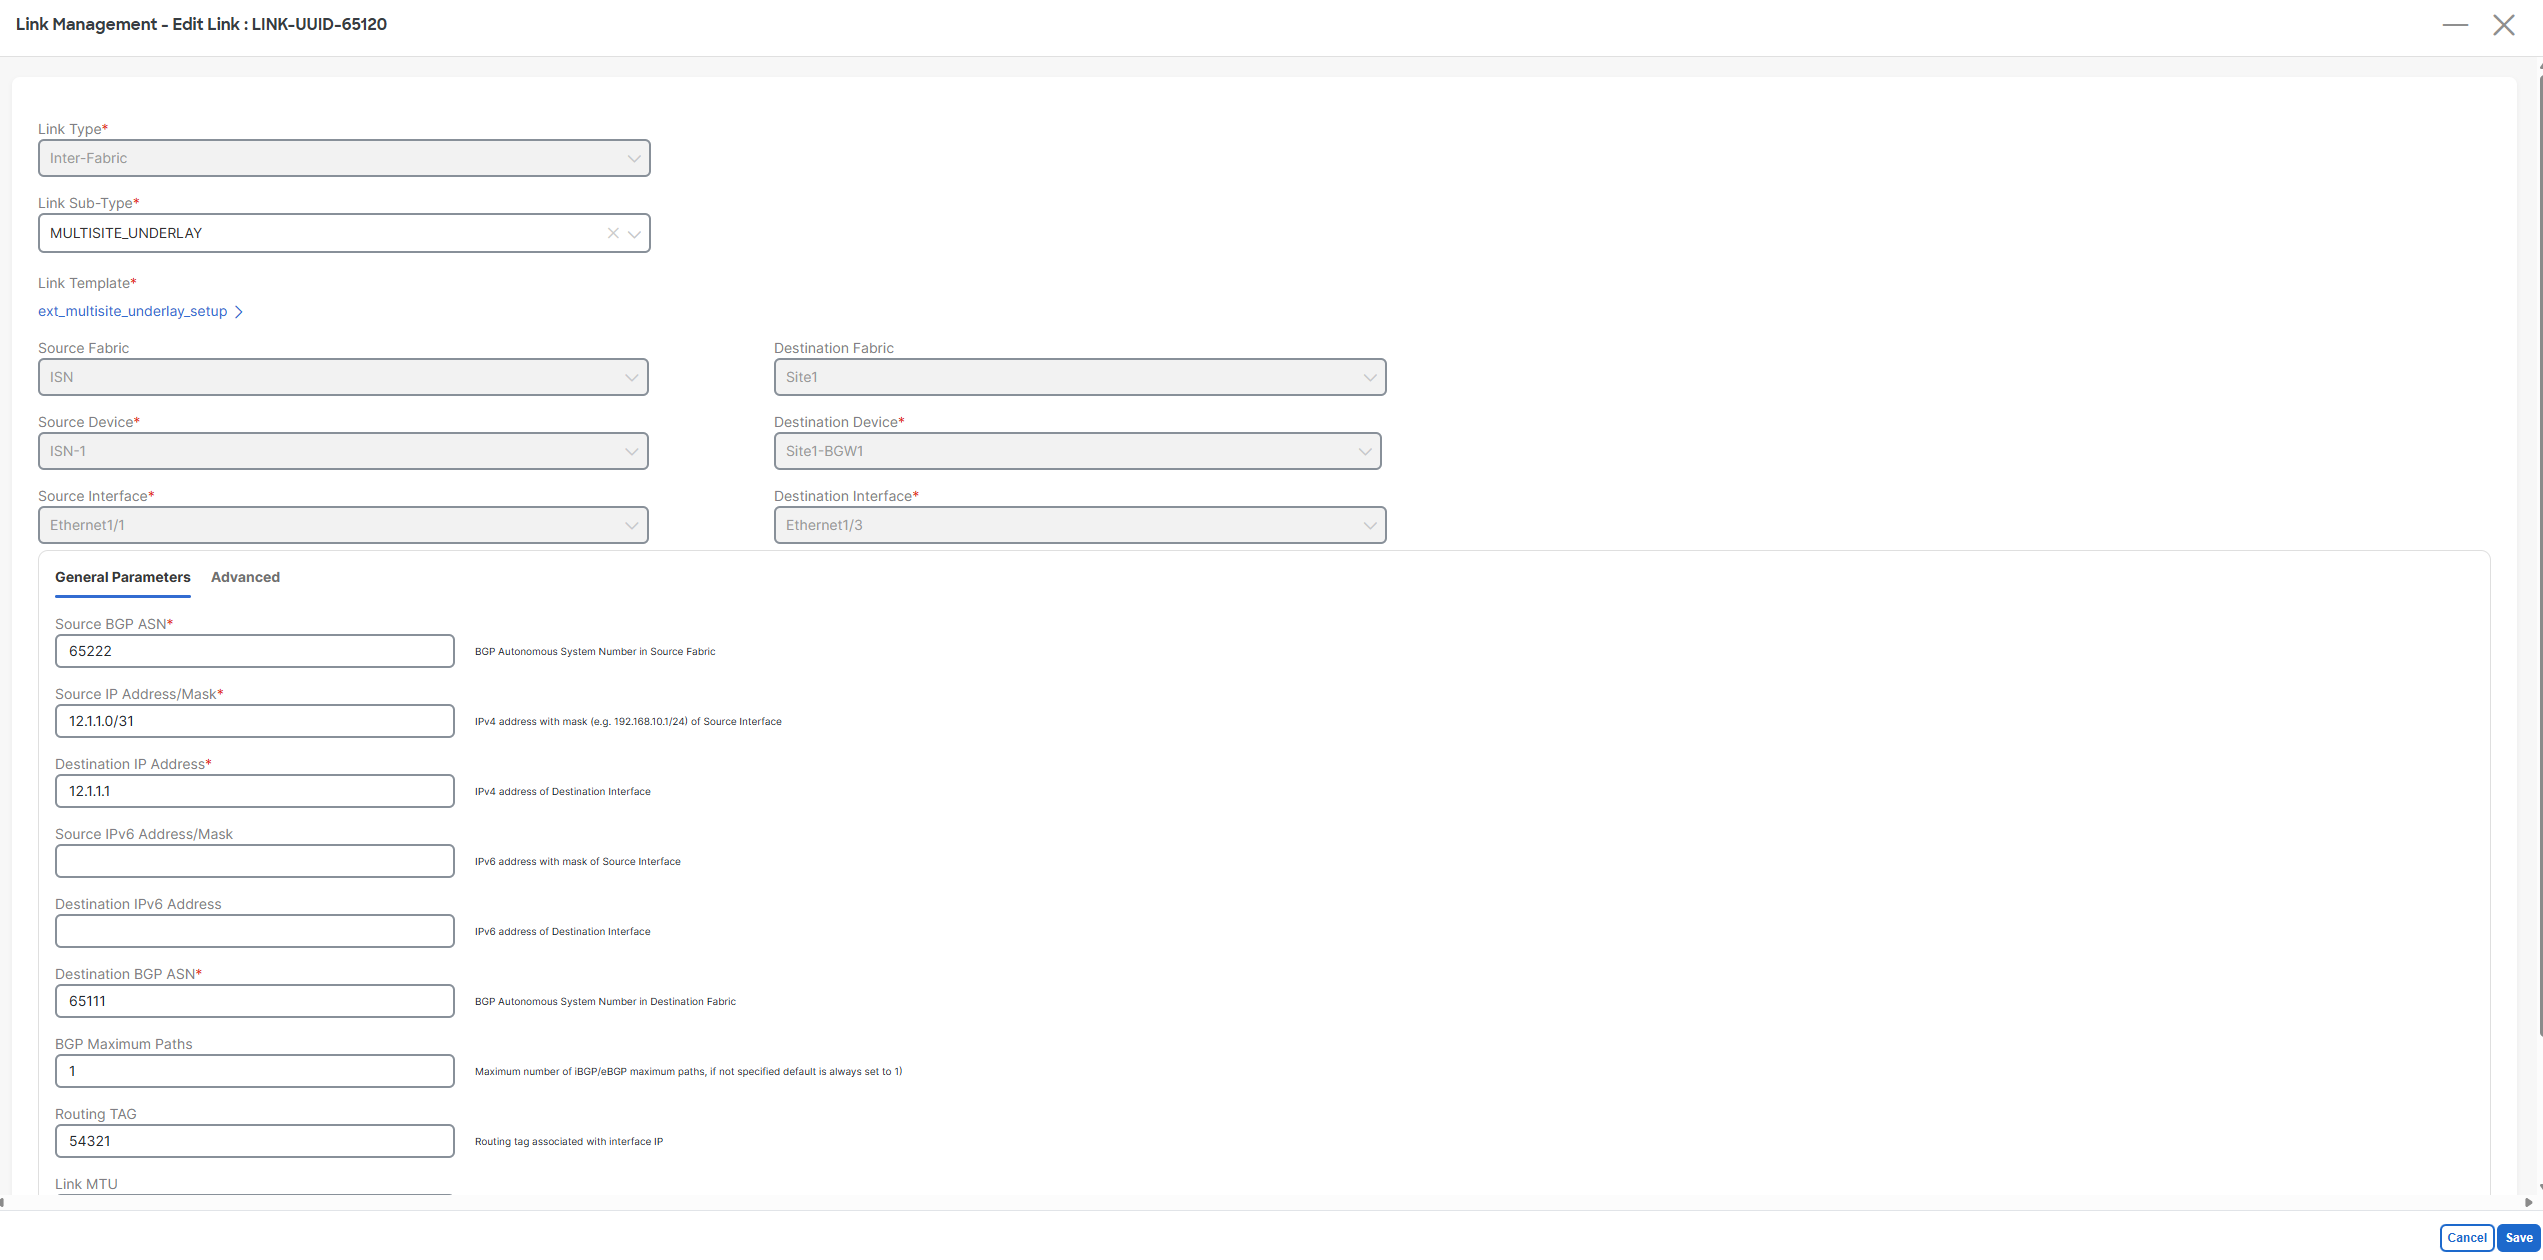 Link Management - Edit Link : LINK-UUID-65120
Link Type*
Inter-Fabric
Link Sub-Type*
MULTISITE_UNDERLAY
Link Template*
ext_multisite_underlay_setup
Source Fabric
ISN
Destination Fabric
Site1
Source Device*
ISN-1
Destination Device*
Site1-BGW1
Source Interface*
Ethernet1/1
Destination Interface*
Ethernet1/3
General Parameters Advanced
Source BGP ASN*
65222 BGP Autonomous System Number in Source Fabric
Source IP Address/Mask*
12.1.1.0/31 IPv4 address with mask (e.g. 192.168.10.1/24) of Source Interface
Destination IP Address*
12.1.1.1 IPv4 address of Destination Interface
Source IPv6 Address/Mask
IPv6 address with mask of Source Interface
Destination IPv6 Address
IPv6 address of Destination Interface
Destination BGP ASN*
65111 BGP Autonomous System Number in Destination Fabric
BGP Maximum Paths
1 Maximum number of iBGP/eBGP maximum paths, if not specified default is always set to 1)
Routing TAG
54321 Routing tag associated with interface IP
Link MTU
Cancel Save